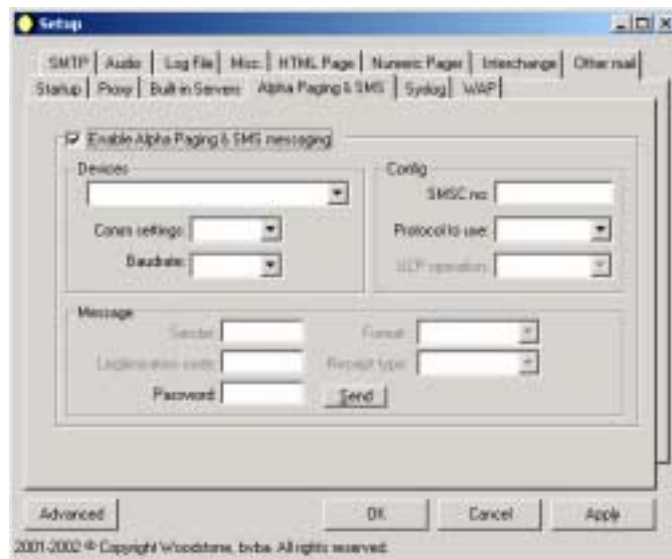 Setup
SMTP Audio Log File Misc. HTML Page Numeric Pager Interchange Other mail
Startup Proxy Built-in Servers Alpha Paging & SMS Syslog WAP
Enable Alpha Paging & SMS messaging
Devices
Comm settings:
Baudrate:
Config
SMSC no:
Protocol to use:
UCP operation:
Message
Sender:
Format:
Legitimisation code:
Receipt type:
Password:
Send
Advanced OK Cancel Apply
2001-2002 © Copyright Woodstone, bvba. All rights reserved.